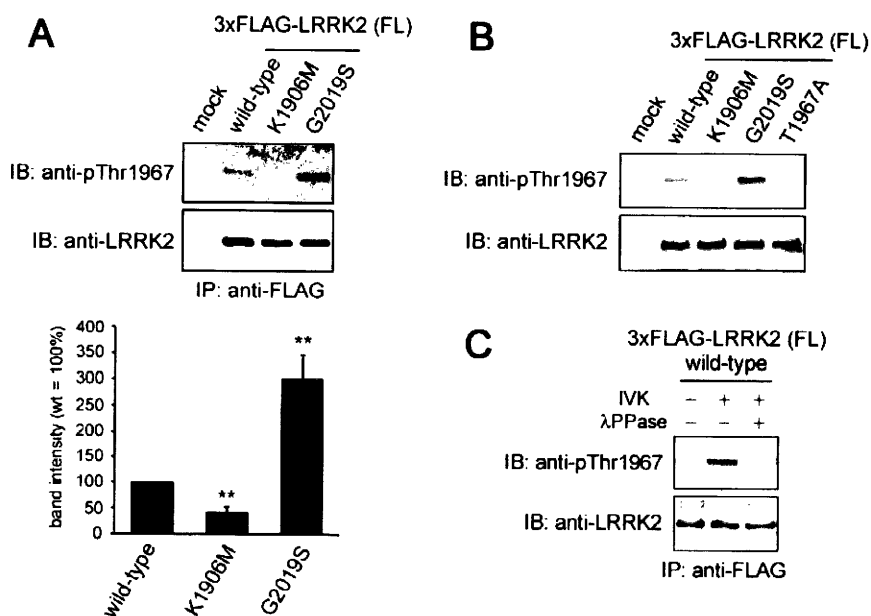 A
3xFLAG-LRRK2 (FL)
mock
wild-type
K1906M
G2019S
IB: anti-pThr1967
IB: anti-LRRK2
IP: anti-FLAG
band intensity (wt = 100%)
400
350
300
250
200
150
100
50
0
**
**
wild-type
K1906M
G2019S
B
3xFLAG-LRRK2 (FL)
mock
wild-type
K1906M
G2019S
T1967A
IB: anti-pThr1967
IB: anti-LRRK2
C
3xFLAG-LRRK2 (FL)
wild-type
IVK − + +
λPPase − − +
IB: anti-pThr1967
IB: anti-LRRK2
IP: anti-FLAG